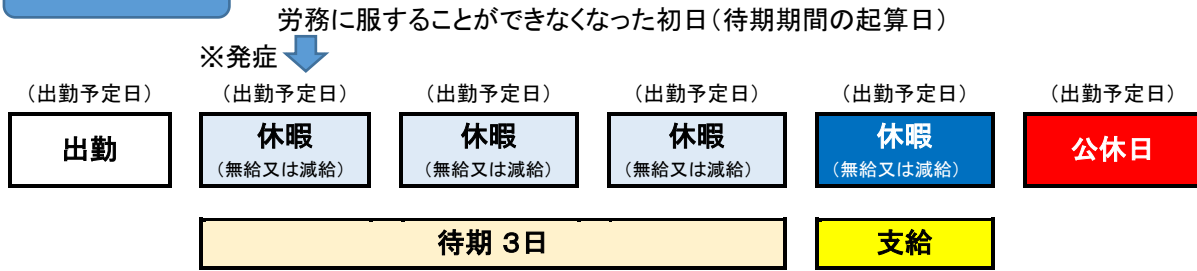 労務に服することができなくなった初日（待期期間の起算日）
※発症
（出勤予定日） （出勤予定日） （出勤予定日） （出勤予定日） （出勤予定日） （出勤予定日）
出勤 休暇 休暇 休暇 休暇 公休日
（無給又は減給） （無給又は減給） （無給又は減給） （無給又は減給）
待期 3日 支給